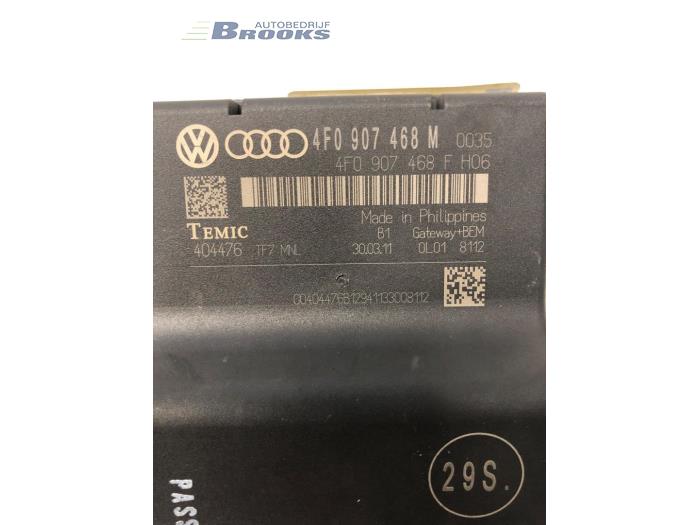 AUTOBEDRIJF
BROOKS
4F0 907 468 M 0035
4F0 907 468 F H06
TEMIC
Made in Philippines
B1 Gateway+BEM
404476 TF7 MNL 30.03.11 0L01 8112
00404476B12941133008112
29S.
PASS